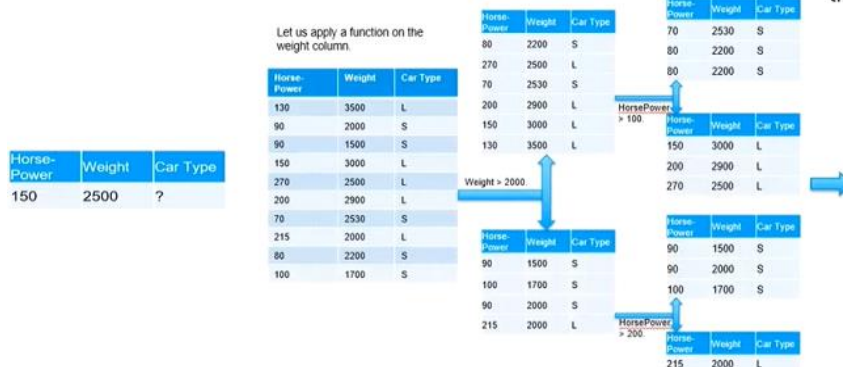 Let us apply a function on the
weight column.
Horse-
Power Weight Car Type
150 2500 ?
Horse-
Power Weight Car Type
130 3500 L
90 2000 S
90 1500 S
150 3000 L
270 2500 L
200 2900 L
70 2530 S
215 2000 L
80 2200 S
100 1700 S
Weight > 2000.
Horse-
Power Weight Car Type
80 2200 S
270 2500 L
70 2530 S
200 2900 L
150 3000 L
130 3500 L
Horse-
Power Weight Car Type
90 1500 S
100 1700 S
90 2000 S
215 2000 L
HorsePower
> 100.
Horse-
Power Weight Car Type
70 2530 S
80 2200 S
80 2200 S
Horse-
Power Weight Car Type
150 3000 L
200 2900 L
270 2500 L
HorsePower
> 200.
Horse-
Power Weight Car Type
90 1500 S
90 2000 S
100 1700 S
Horse-
Power Weight Car Type
215 2000 L